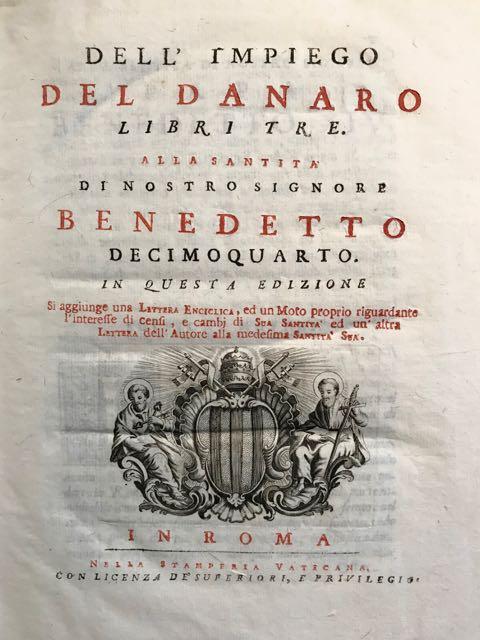 DELL' IMPIEGO
DEL DANARO
LIBRI TRE.
ALLA SANTITA'
DI NOSTRO SIGNORE
BENEDETTO
DECIMOQUARTO.
IN QUESTA EDIZIONE
Si aggiunge una LETTERA ENCICLICA, ed un Moto proprio riguardante
l'interesse di censi, e cambi di SUA SANTITA' ed un' altra
LETTERA dell' Autore alla medesima SANTITA' SUA.
IN ROMA
NELLA STAMPERIA VATICANA.
CON LICENZA DE' SUPERIORI, E PRIVILEGIO.